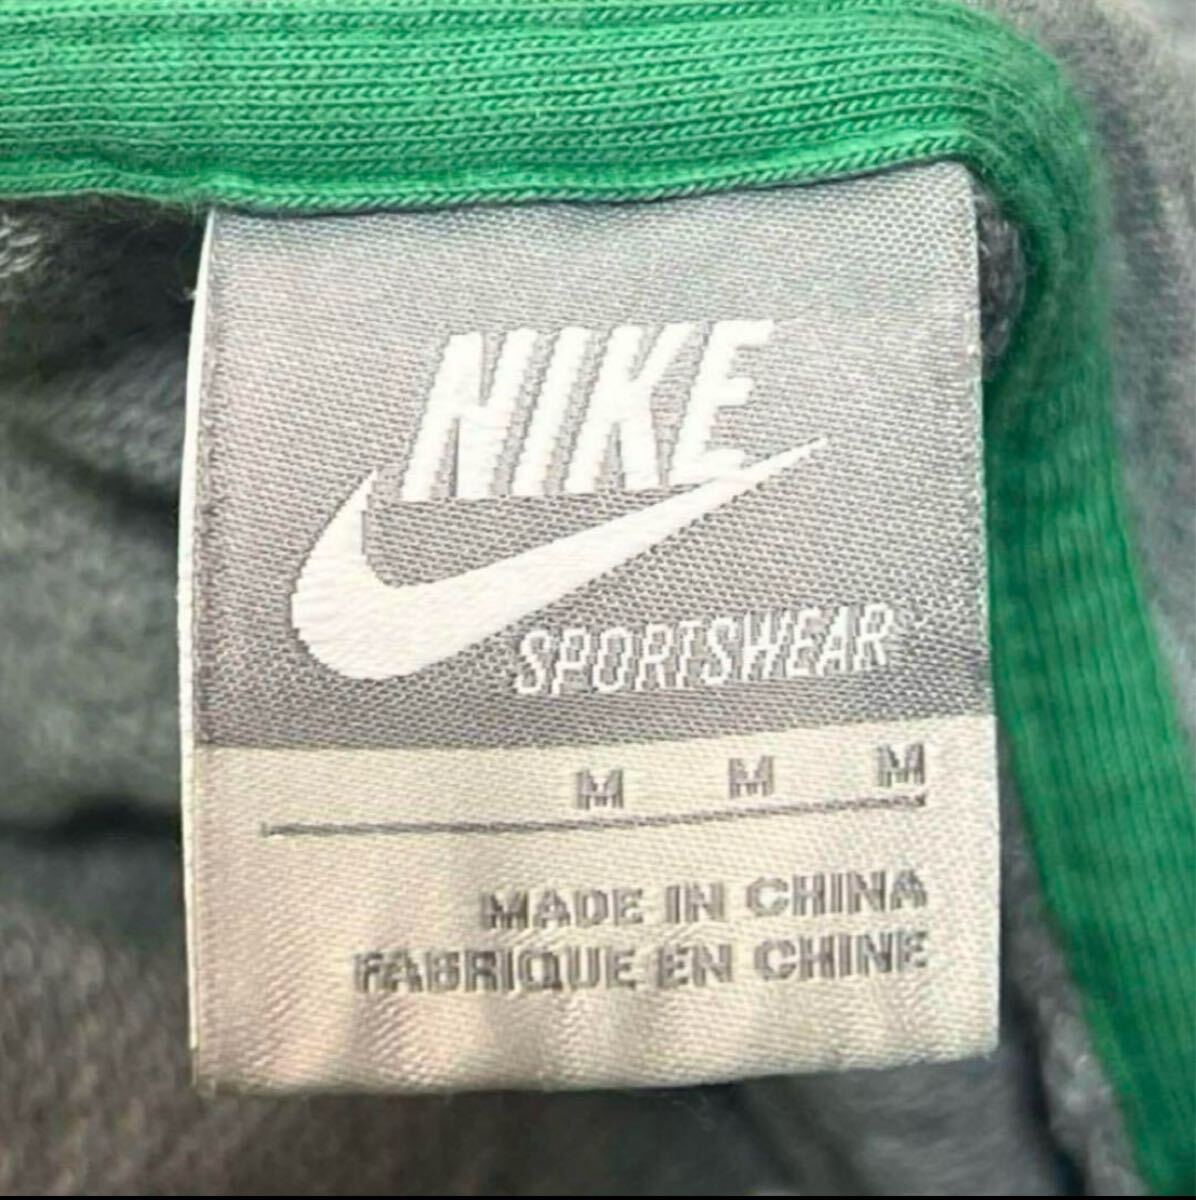 NIKE
SPORTSWEAR
M M M
MADE IN CHINA
FABRIQUE EN CHINE